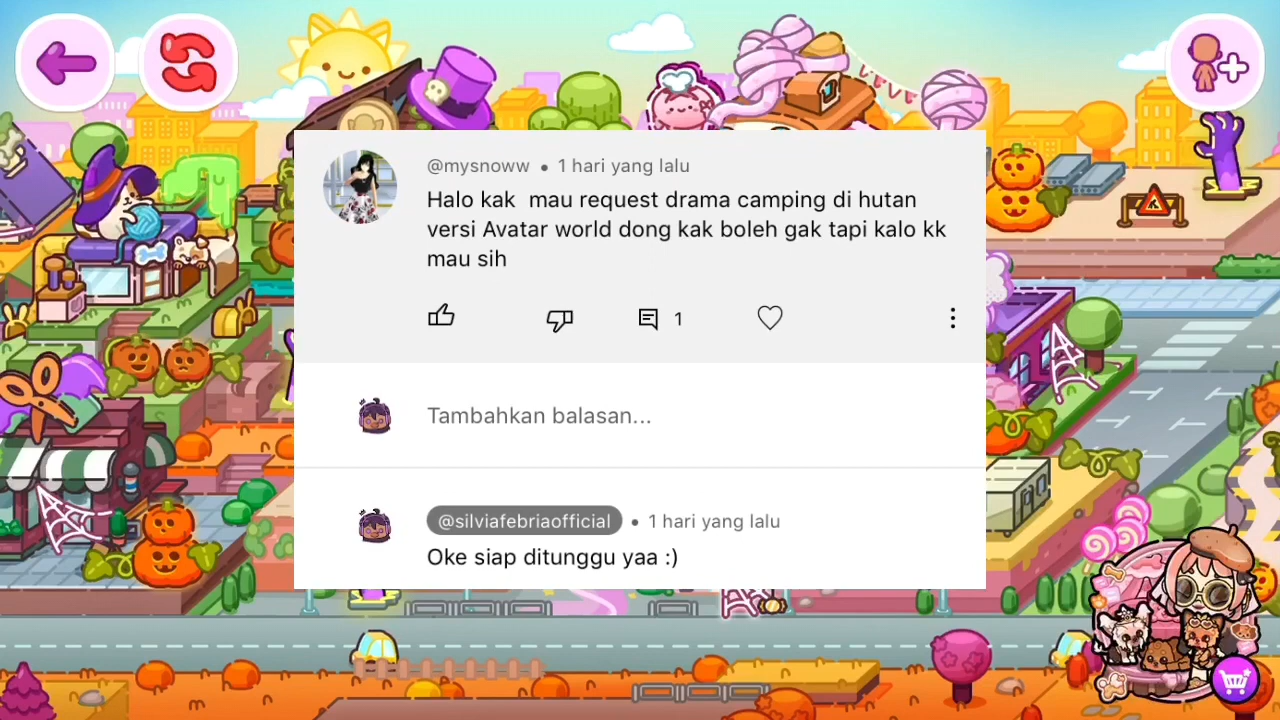 @mysnoww • 1 hari yang lalu
Halo kak mau request drama camping di hutan
versi Avatar world dong kak boleh gak tapi kalo kk
mau sih
1
Tambahkan balasan...
@silviafebriaofficial • 1 hari yang lalu
Oke siap ditunggu yaa :)